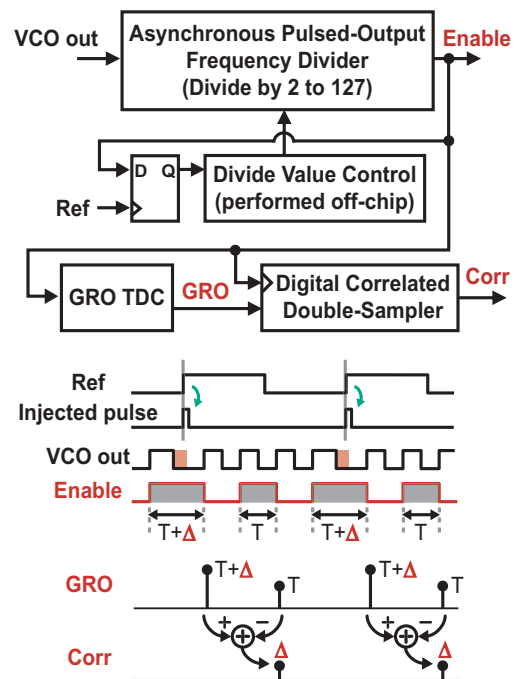 VCO out
Asynchronous Pulsed-Output
Frequency Divider
(Divide by 2 to 127)
Enable
D Q
Ref
Divide Value Control
(performed off-chip)
GRO TDC
GRO
Digital Correlated
Double-Sampler
Corr
Ref
Injected pulse
VCO out
Enable
T+Δ T T+Δ T
GRO
T+Δ T T+Δ T
+ − + −
Δ Δ
Corr